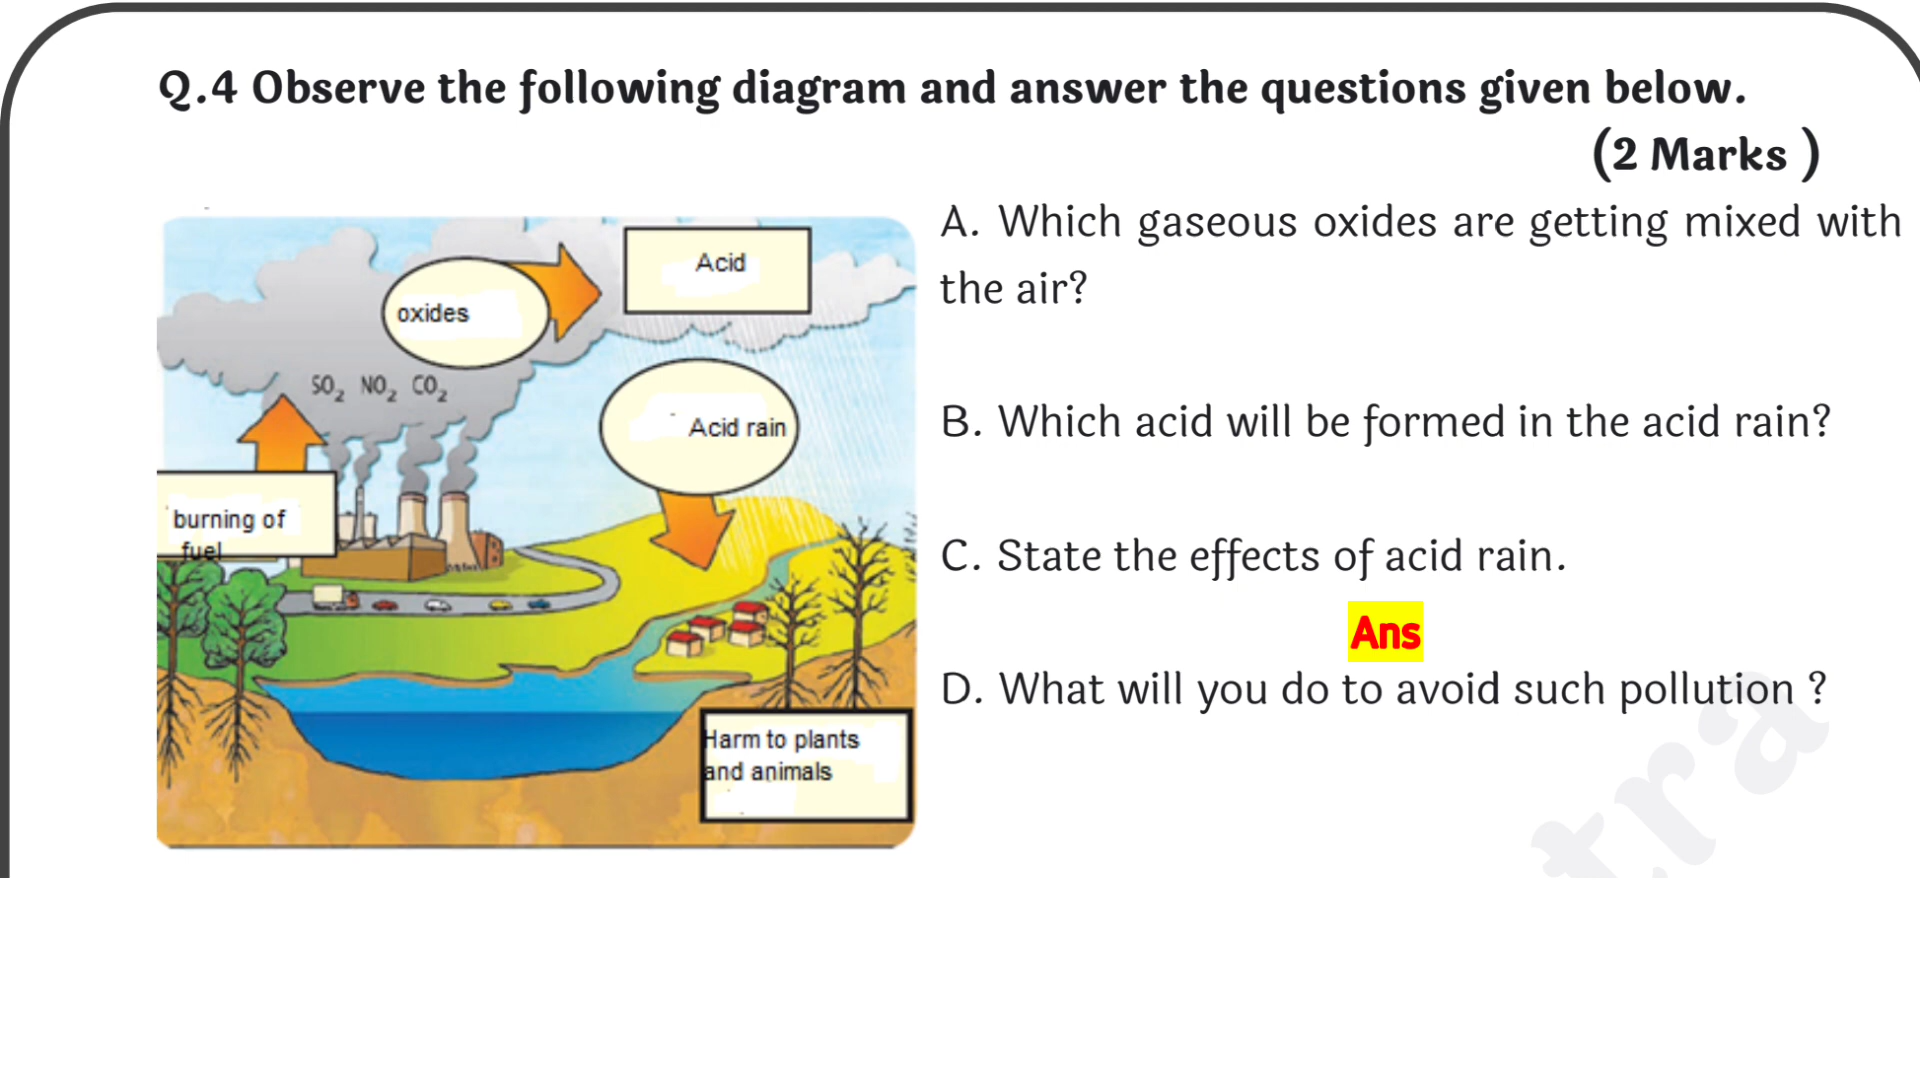 Q.4 Observe the following diagram and answer the questions given below.
(2 Marks )
oxides
Acid
SO2 NO2 CO2
Acid rain
burning of
fuel
Harm to plants
and animals
A. Which gaseous oxides are getting mixed with
the air?
B. Which acid will be formed in the acid rain?
C. State the effects of acid rain.
Ans
D. What will you do to avoid such pollution ?
tra